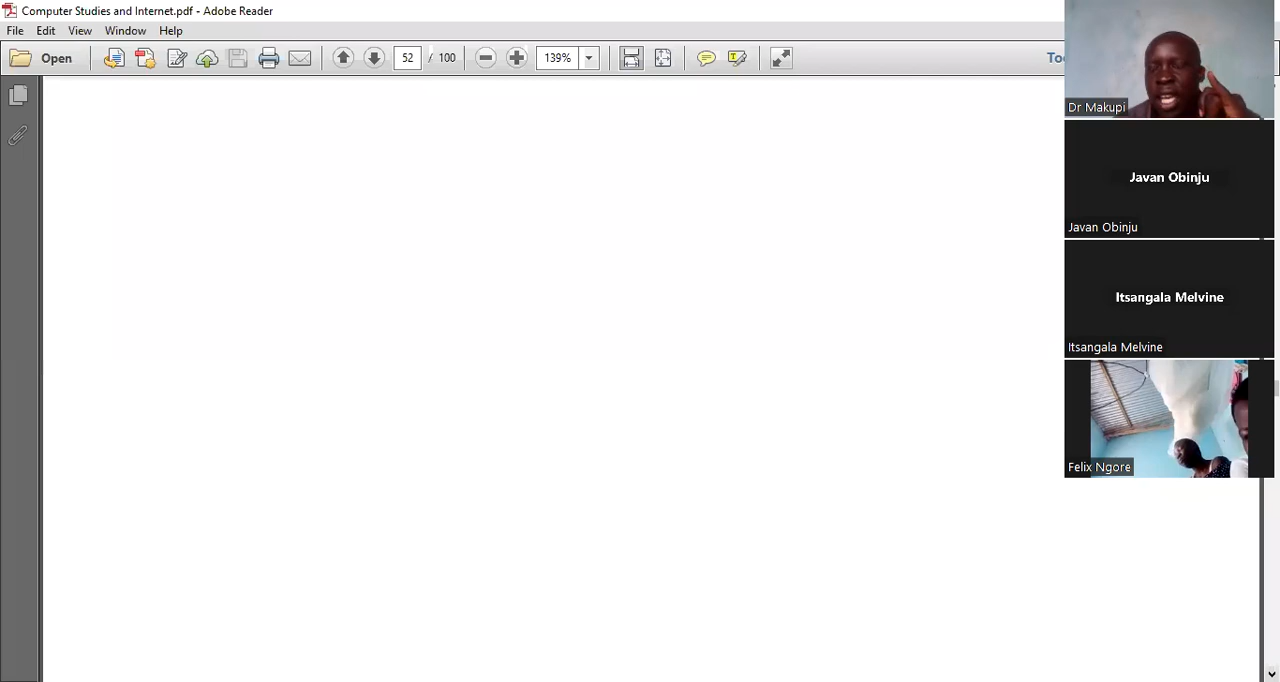 Computer Studies and Internet.pdf - Adobe Reader
File Edit View Window Help
Open 52 / 100 139% Too
Dr Makupi
Javan Obinju
Javan Obinju
Itsangala Melvine
Itsangala Melvine
Felix Ngore